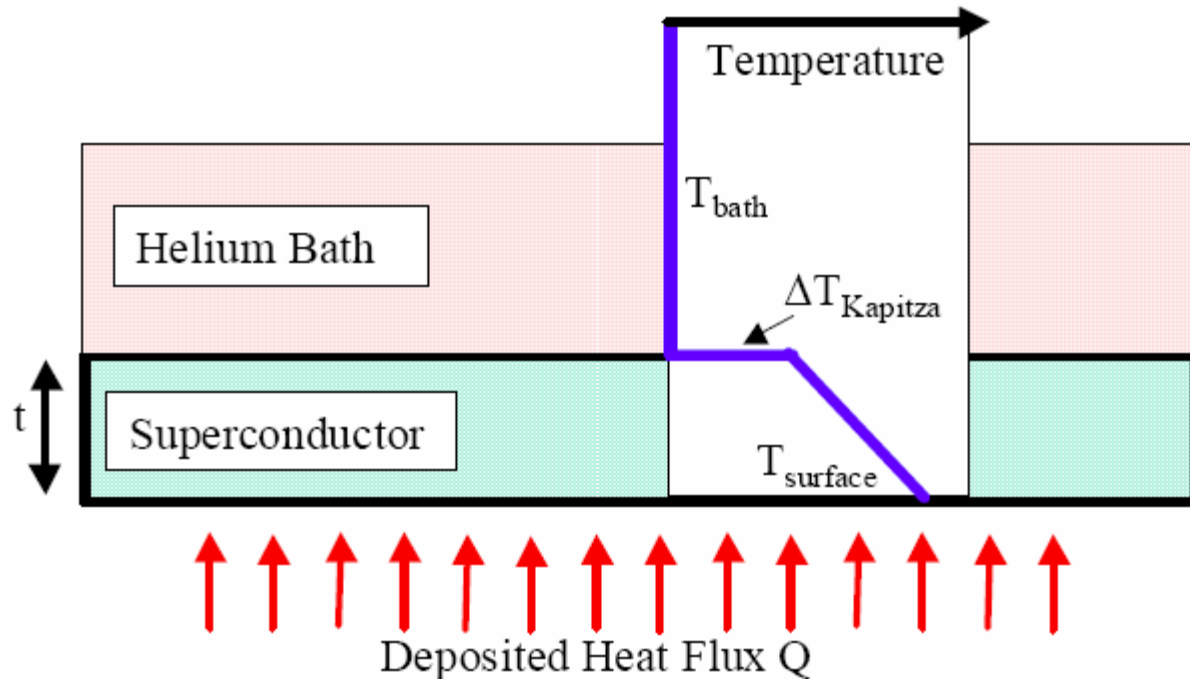 Temperature
T_bath
Helium Bath
ΔT_Kapitza
t
Superconductor
T_surface
Deposited Heat Flux Q